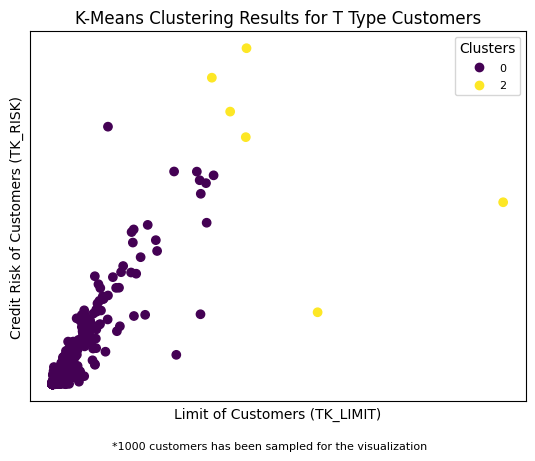 K-Means Clustering Results for T Type Customers
Clusters
0
2
Credit Risk of Customers (TK_RISK)
Limit of Customers (TK_LIMIT)
*1000 customers has been sampled for the visualization